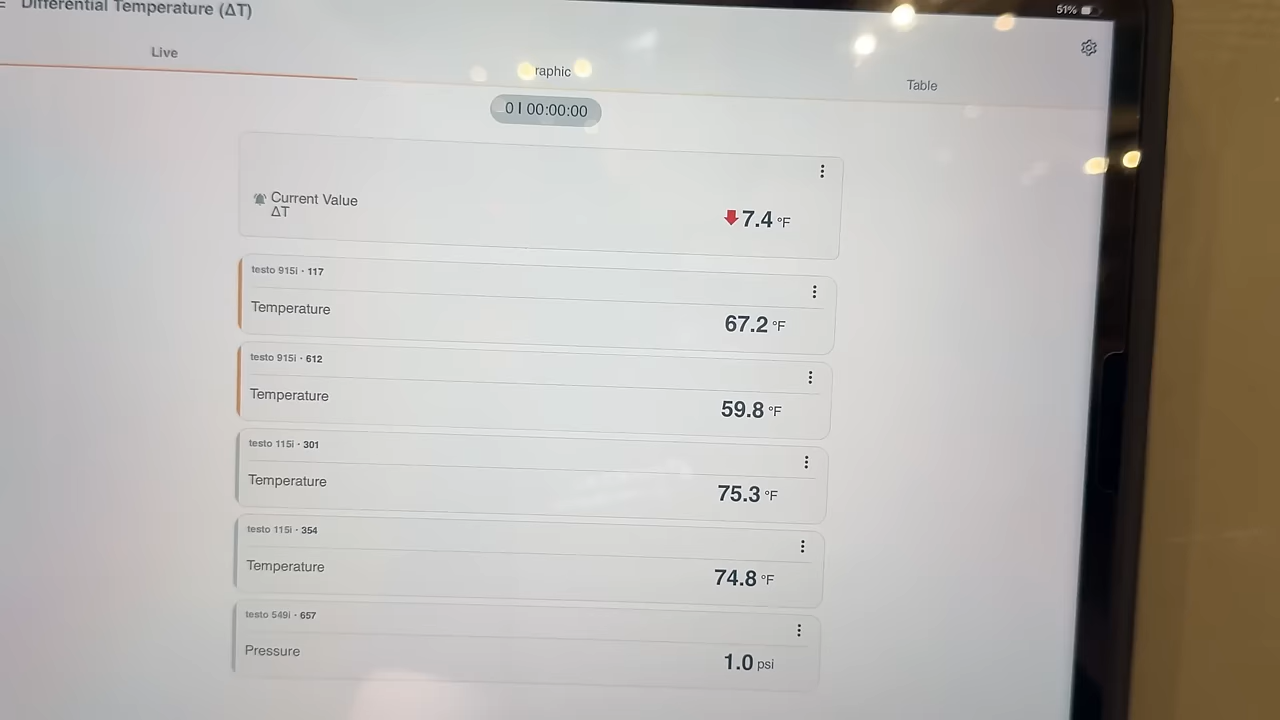 Differential Temperature (ΔT)
51%
Live
raphic
Table
0 | 00:00:00
Current Value
ΔT
7.4 °F
testo 915i · 117
Temperature
67.2 °F
testo 915i · 612
Temperature
59.8 °F
testo 115i · 301
Temperature
75.3 °F
testo 115i · 354
Temperature
74.8 °F
testo 549i · 657
Pressure
1.0 psi